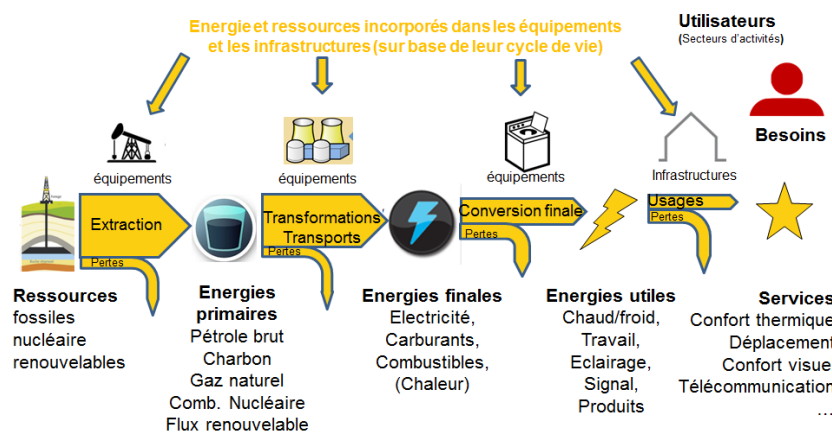 Energie et ressources incorporés dans les équipements
et les infrastructures (sur base de leur cycle de vie)
Utilisateurs
(Secteurs d'activités)
Besoins
équipements
équipements
équipements
Infrastructures
Extraction
Pertes
Transformations
Transports
Pertes
Conversion finale
Pertes
Usages
Pertes
Ressources
fossiles
nucléaire
renouvelables
Energies
primaires
Pétrole brut
Charbon
Gaz naturel
Comb. Nucléaire
Flux renouvelable
Energies finales
Electricité,
Carburants,
Combustibles,
(Chaleur)
Energies utiles
Chaud/froid,
Travail,
Eclairage,
Signal,
Produits
Services
Confort thermique
Déplacement
Confort visuel
Télécommunication
...